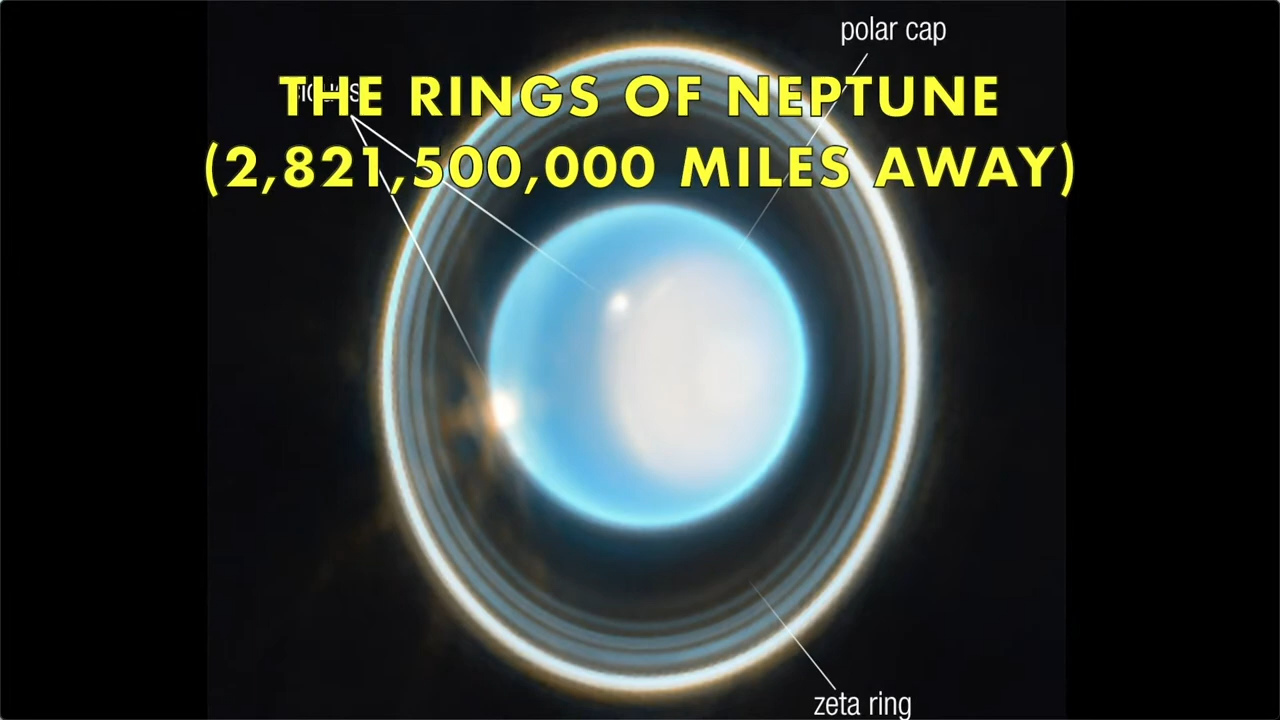 polar cap
THE RINGS OF NEPTUNE
(2,821,500,000 MILES AWAY)
zeta ring